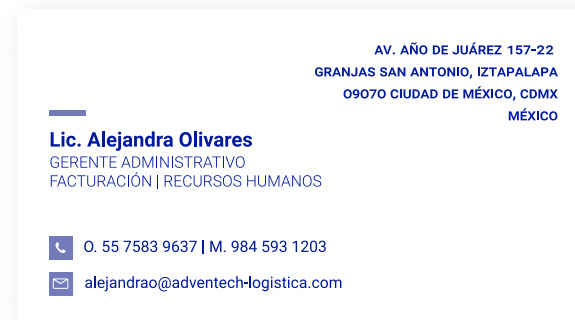 AV. AÑO DE JUÁREZ 157-22
GRANJAS SAN ANTONIO, IZTAPALAPA
09070 CIUDAD DE MÉXICO, CDMX
MÉXICO
Lic. Alejandra Olivares
GERENTE ADMINISTRATIVO
FACTURACIÓN | RECURSOS HUMANOS
O. 55 7583 9637 | M. 984 593 1203
alejandrao@adventech-logistica.com